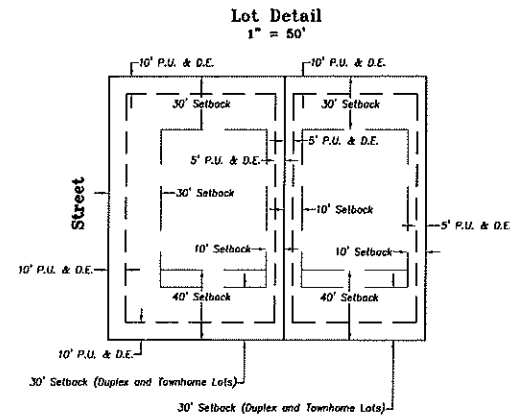 Lot Detail
1" = 50'
10' P.U. & D.E.
10' P.U. & D.E.
30' Setback
30' Setback
5' P.U. & D.E.
5' P.U. & D.E.
30' Setback
10' Setback
Street
5' P.U. & D.E.
10' Setback
10' Setback
10' P.U. & D.E.
40' Setback
40' Setback
10' P.U. & D.E.
30' Setback (Duplex and Townhome Lots)
30' Setback (Duplex and Townhome Lots)